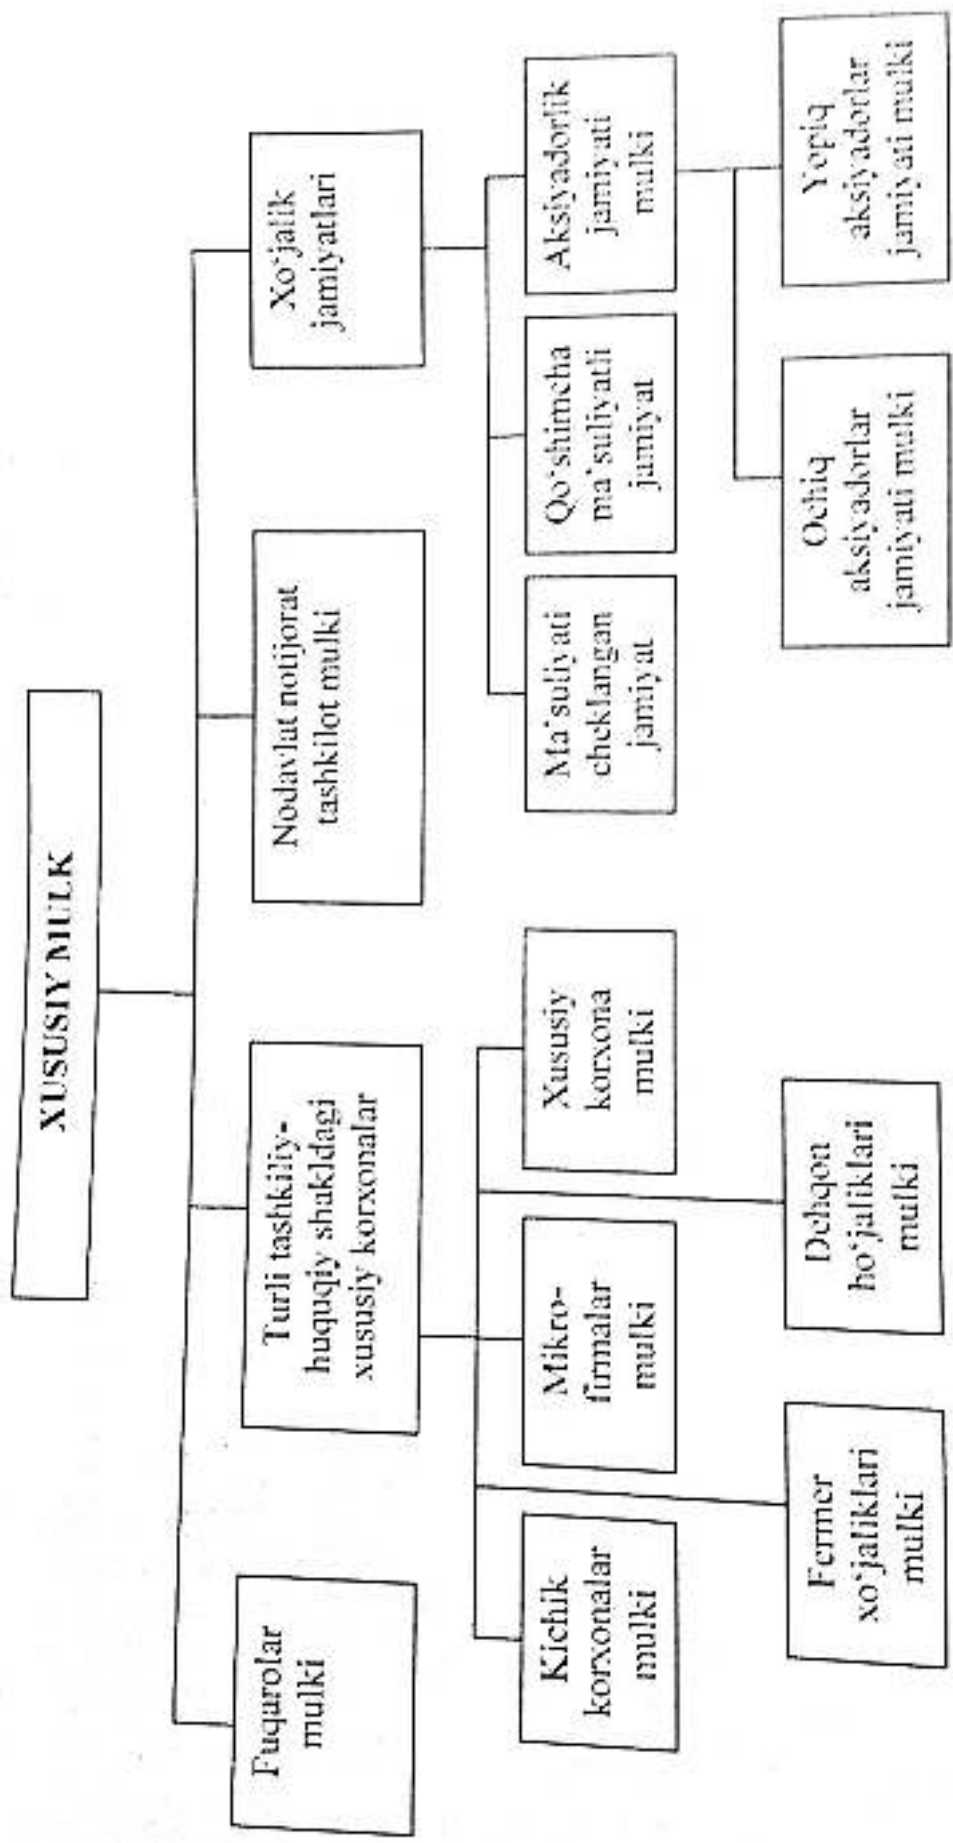 XUSUSIY MULK
Fuqarolar
mulki
Turli tashkiliy-
huquqiy shakldagi
xususiy korxonalar
Nodavlat notijorat
tashkilot mulki
Xo‘jalik
jamiyatlari
Kichik
korxonalar
mulki
Mikro-
firmalar
mulki
Xususiy
korxona
mulki
Ma‘suliyati
cheklangan
jamiyat
Qo‘shimcha
ma‘suliyatli
jamiyat
Aksiyadorlik
jamiyati
mulki
Fermer
xo‘jaliklari
mulki
Dehqon
ho‘jaliklari
mulki
Ochiq
aksiyadorlar
jamiyati mulki
Yopiq
aksiyadorlar
jamiyati mulki